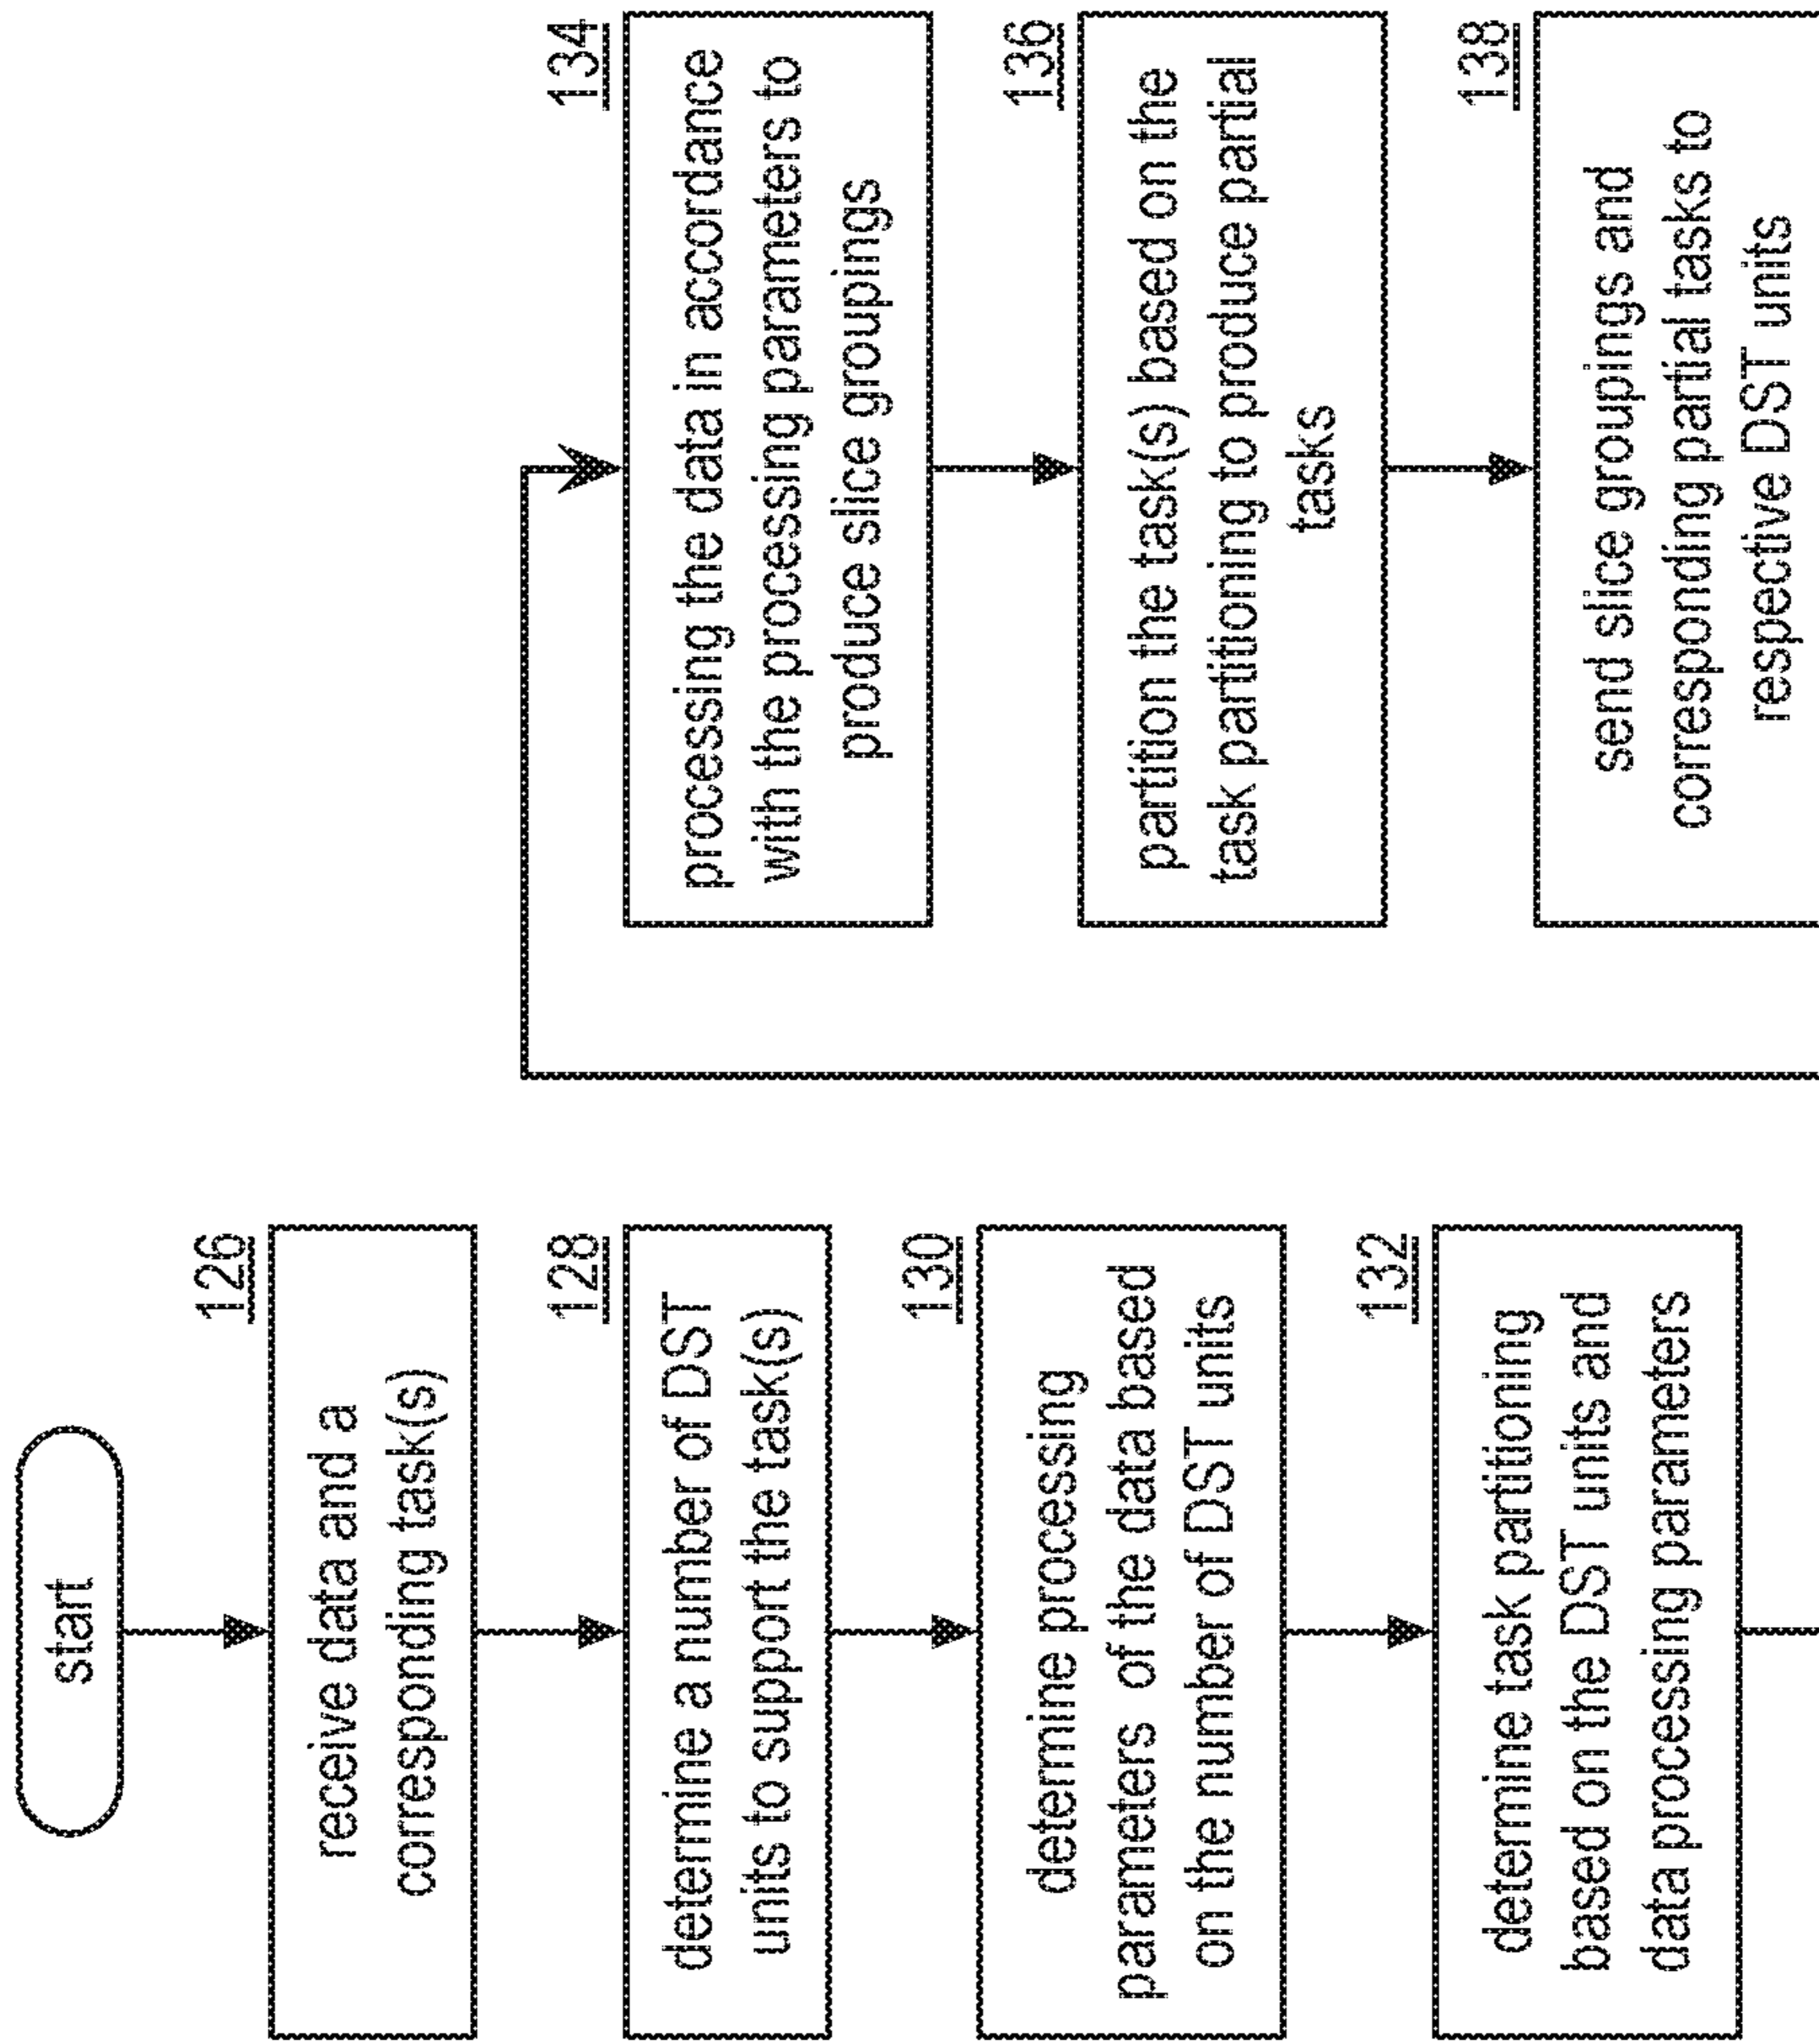 start
126
receive data and a
corresponding task(s)
128
determine a number of DST
units to support the task(s)
130
determine processing
parameters of the data based
on the number of DST units
132
determine task partitioning
based on the DST units and
data processing parameters
134
processing the data in accordance
with the processing parameters to
produce slice groupings
136
partition the task(s) based on the
task partitioning to produce partial
tasks
138
send slice groupings and
corresponding partial tasks to
respective DST units